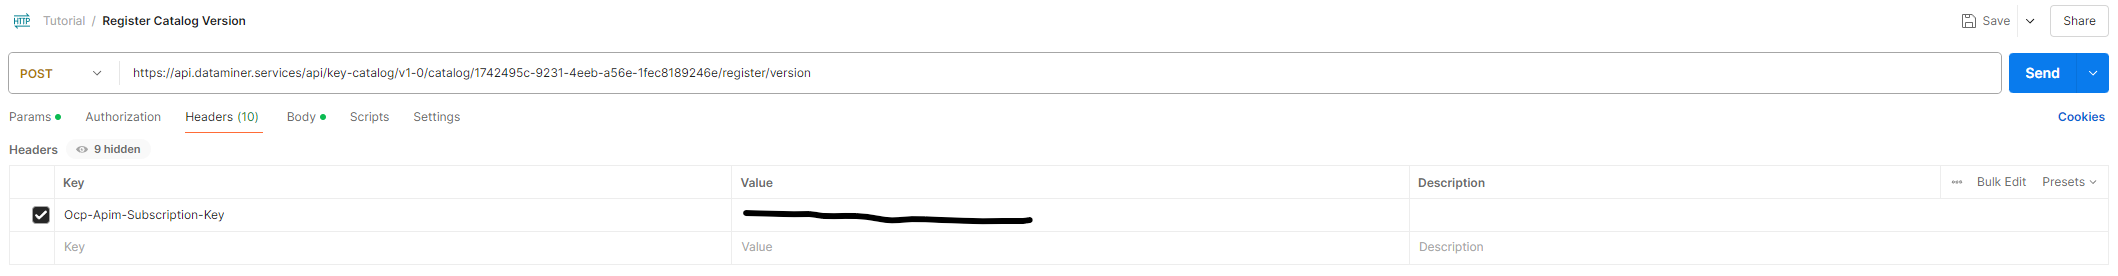 HTTP Tutorial / Register Catalog Version Save Share
POST https://api.dataminer.services/api/key-catalog/v1-0/catalog/1742495c-9231-4eeb-a56e-1fec8189246e/register/version Send
Params Authorization Headers (10) Body Scripts Settings Cookies
Headers 9 hidden
Key Value Description Bulk Edit Presets
Ocp-Apim-Subscription-Key
Key Value Description